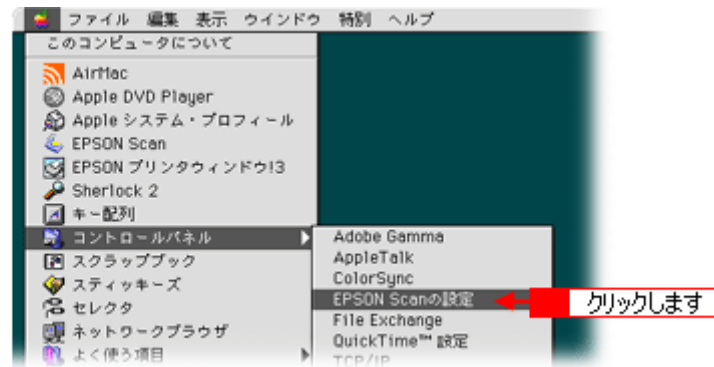 ファイル 編集 表示 ウインドウ 特別 ヘルプ
このコンピュータについて
AirMac
Apple DVD Player
Apple システム・プロフィール
EPSON Scan
EPSON プリンタウィンドウ!3
Sherlock 2
キー配列
コントロールパネル
スクラップブック
スティッキーズ
セレクタ
ネットワークブラウザ
よく使う項目
Adobe Gamma
AppleTalk
ColorSync
EPSON Scanの設定
File Exchange
QuickTime™ 設定
TCP/IP
クリックします